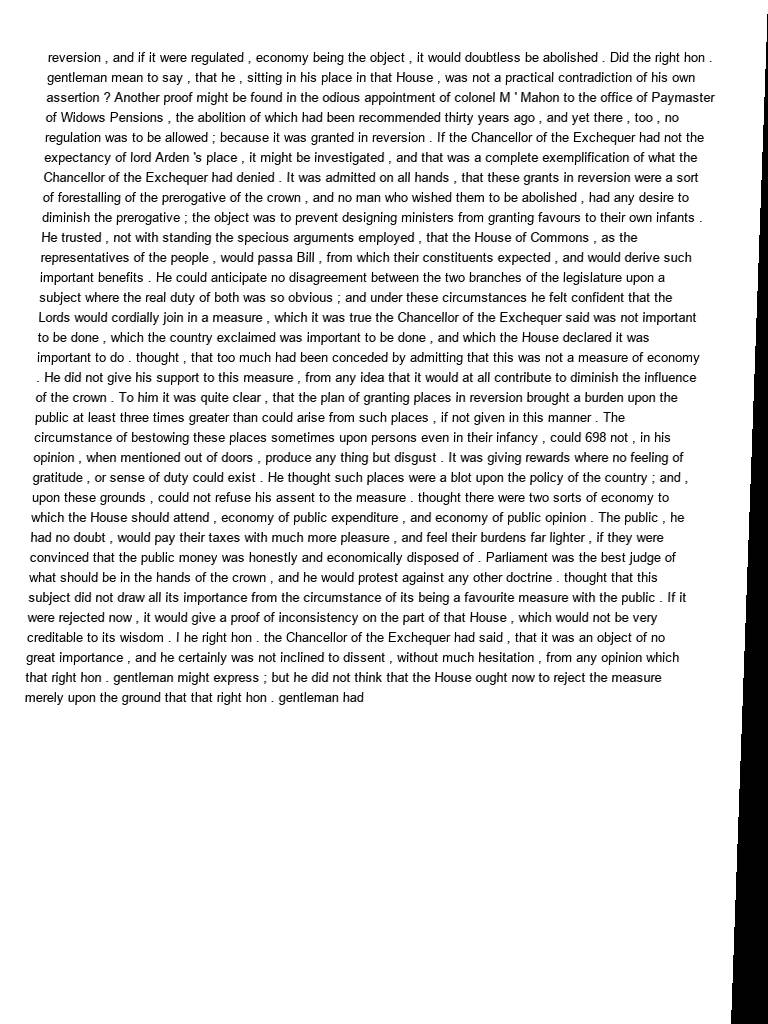 reversion , and if it were regulated , economy being the object , it would doubtless be abolished . Did the right hon .
gentleman mean to say , that he , sitting in his place in that House , was not a practical contradiction of his own
assertion ? Another proof might be found in the odious appointment of colonel M ' Mahon to the office of Paymaster
of Widows Pensions , the abolition of which had been recommended thirty years ago , and yet there , too , no
regulation was to be allowed ; because it was granted in reversion . If the Chancellor of the Exchequer had not the
expectancy of lord Arden 's place , it might be investigated , and that was a complete exemplification of what the
Chancellor of the Exchequer had denied . It was admitted on all hands , that these grants in reversion were a sort
of forestalling of the prerogative of the crown , and no man who wished them to be abolished , had any desire to
diminish the prerogative ; the object was to prevent designing ministers from granting favours to their own infants .
He trusted , not with standing the specious arguments employed , that the House of Commons , as the
representatives of the people , would passa Bill , from which their constituents expected , and would derive such
important benefits . He could anticipate no disagreement between the two branches of the legislature upon a
subject where the real duty of both was so obvious ; and under these circumstances he felt confident that the
Lords would cordially join in a measure , which it was true the Chancellor of the Exchequer said was not important
to be done , which the country exclaimed was important to be done , and which the House declared it was
important to do . thought , that too much had been conceded by admitting that this was not a measure of economy
. He did not give his support to this measure , from any idea that it would at all contribute to diminish the influence
of the crown . To him it was quite clear , that the plan of granting places in reversion brought a burden upon the
public at least three times greater than could arise from such places , if not given in this manner . The
circumstance of bestowing these places sometimes upon persons even in their infancy , could 698 not , in his
opinion , when mentioned out of doors , produce any thing but disgust . It was giving rewards where no feeling of
gratitude , or sense of duty could exist . He thought such places were a blot upon the policy of the country ; and ,
upon these grounds , could not refuse his assent to the measure . thought there were two sorts of economy to
which the House should attend , economy of public expenditure , and economy of public opinion . The public , he
had no doubt , would pay their taxes with much more pleasure , and feel their burdens far lighter , if they were
convinced that the public money was honestly and economically disposed of . Parliament was the best judge of
what should be in the hands of the crown , and he would protest against any other doctrine . thought that this
subject did not draw all its importance from the circumstance of its being a favourite measure with the public . If it
were rejected now , it would give a proof of inconsistency on the part of that House , which would not be very
creditable to its wisdom . I he right hon . the Chancellor of the Exchequer had said , that it was an object of no
great importance , and he certainly was not inclined to dissent , without much hesitation , from any opinion which
that right hon . gentleman might express ; but he did not think that the House ought now to reject the measure
merely upon the ground that that right hon . gentleman had